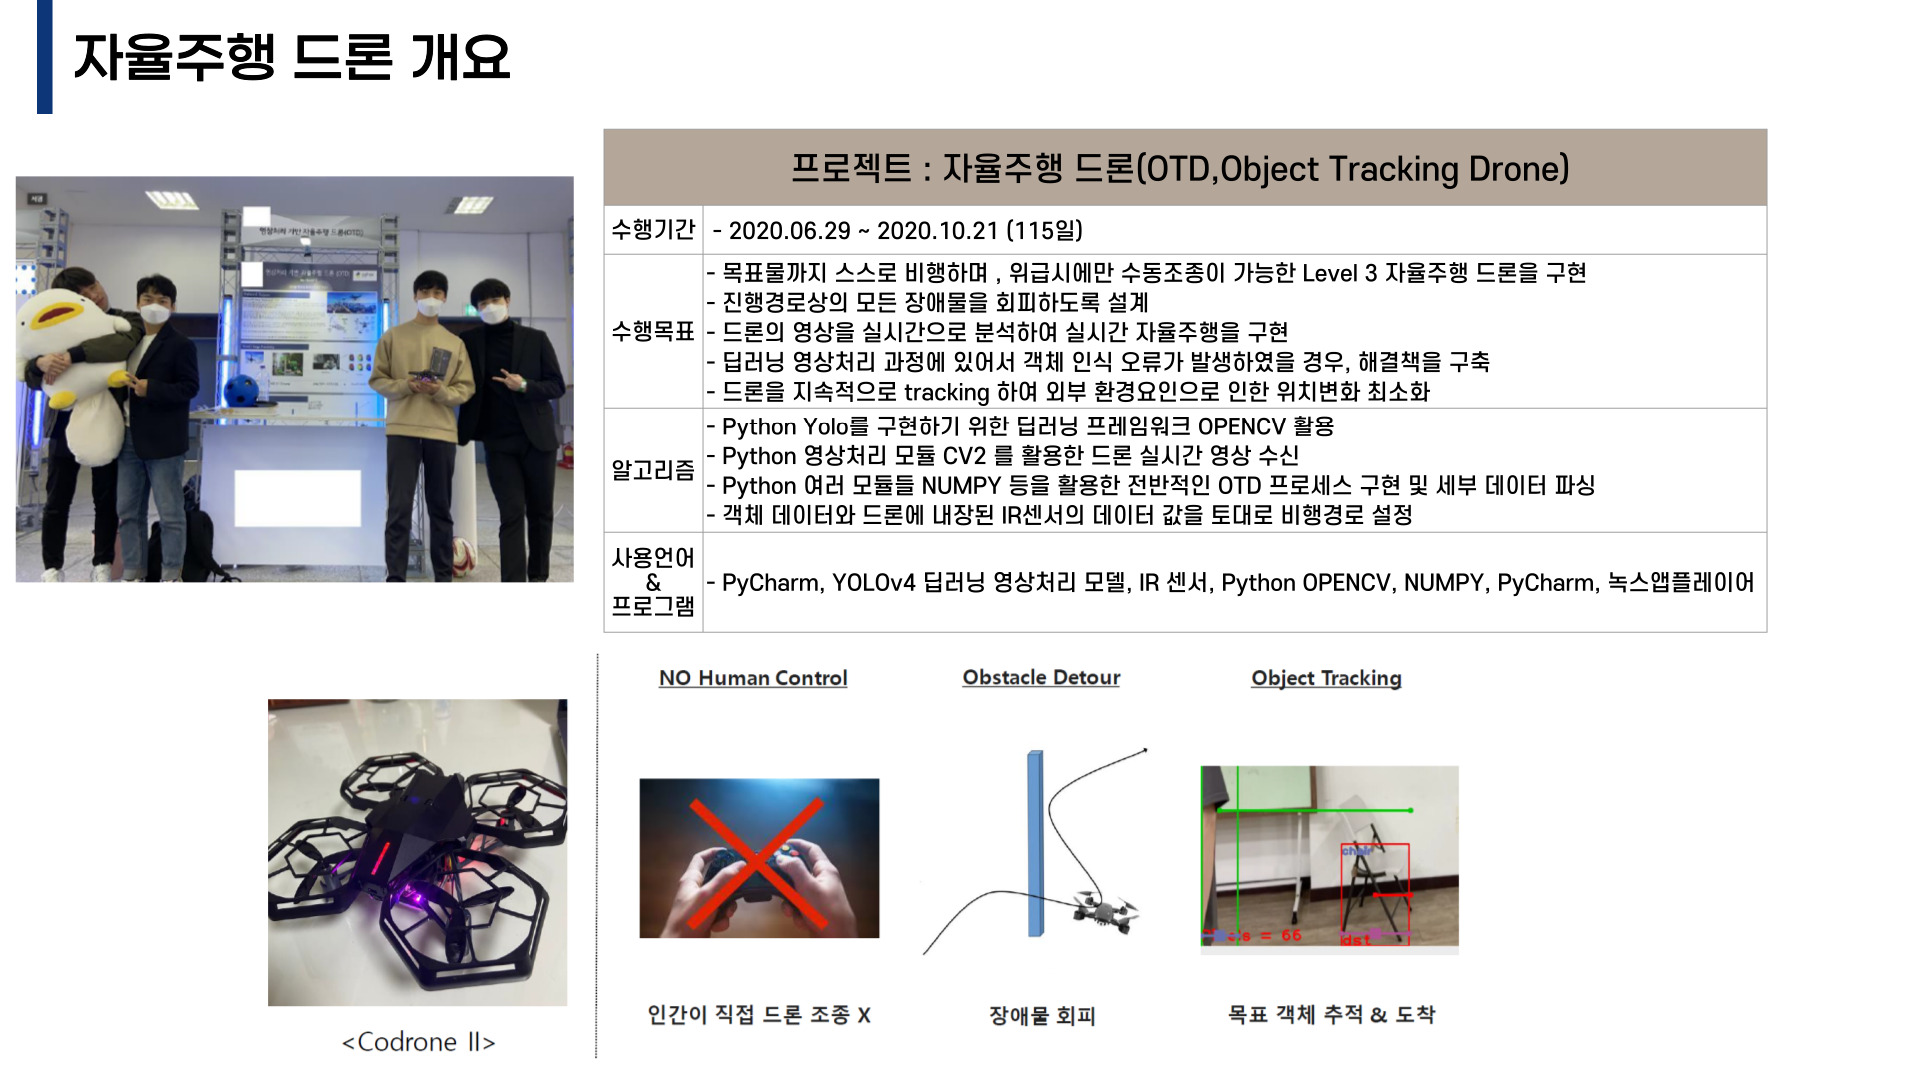 자율주행 드론 개요
영상처리 기반 자율주행 드론(OTD)
프로젝트 : 자율주행 드론(OTD,Object Tracking Drone)
수행기간
- 2020.06.29 ~ 2020.10.21 (115일)
수행목표
- 목표물까지 스스로 비행하며 , 위급시에만 수동조종이 가능한 Level 3 자율주행 드론을 구현
- 진행경로상의 모든 장애물을 회피하도록 설계
- 드론의 영상을 실시간으로 분석하여 실시간 자율주행을 구현
- 딥러닝 영상처리 과정에 있어서 객체 인식 오류가 발생하였을 경우, 해결책을 구축
- 드론을 지속적으로 tracking 하여 외부 환경요인으로 인한 위치변화 최소화
알고리즘
- Python Yolo를 구현하기 위한 딥러닝 프레임워크 OPENCV 활용
- Python 영상처리 모듈 CV2 를 활용한 드론 실시간 영상 수신
- Python 여러 모듈들 NUMPY 등을 활용한 전반적인 OTD 프로세스 구현 및 세부 데이터 파싱
- 객체 데이터와 드론에 내장된 IR센서의 데이터 값을 토대로 비행경로 설정
사용언어
&
프로그램
- PyCharm, YOLOv4 딥러닝 영상처리 모델, IR 센서, Python OPENCV, NUMPY, PyCharm, 녹스앱플레이어
<Codrone II>
NO Human Control
Obstacle Detour
Object Tracking
chair
= 66
dst
인간이 직접 드론 조종 X
장애물 회피
목표 객체 추적 & 도착